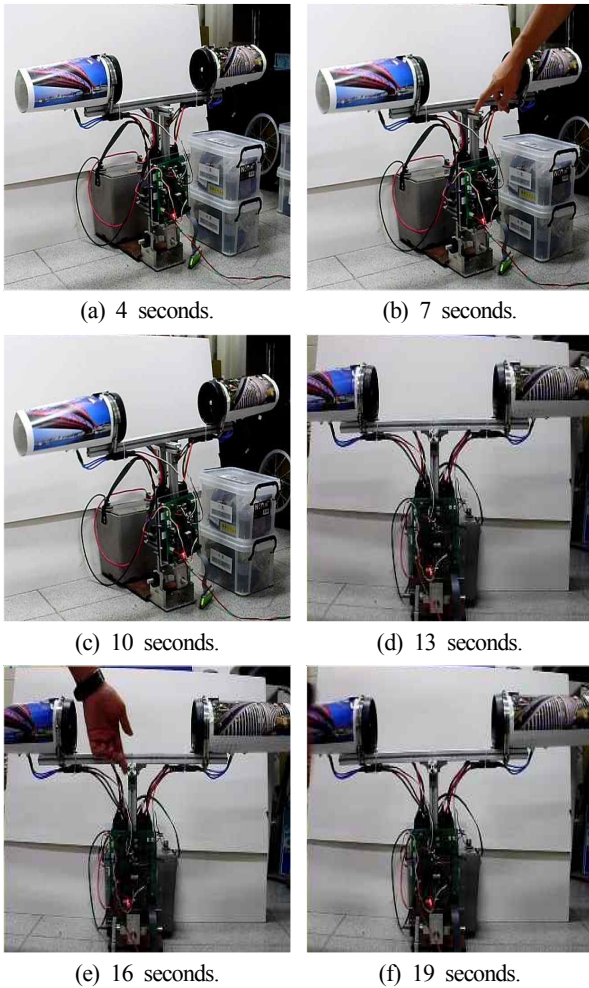 (a) 4 seconds.
(b) 7 seconds.
(c) 10 seconds.
(d) 13 seconds.
(e) 16 seconds.
(f) 19 seconds.